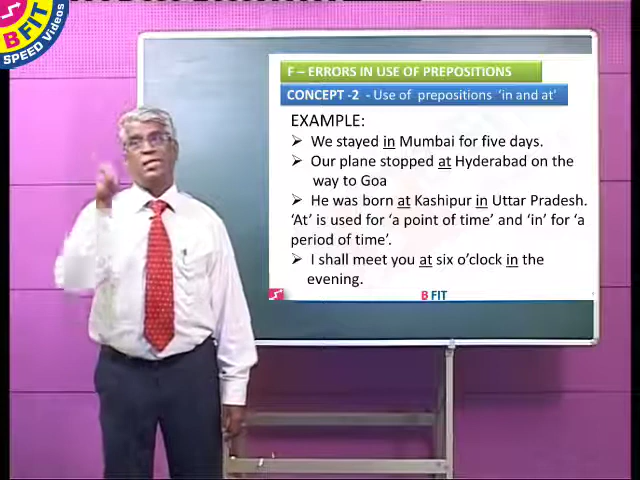 B FIT
SPEED Videos
F – ERRORS IN USE OF PREPOSITIONS
CONCEPT -2 - Use of prepositions 'in and at'
EXAMPLE:
➢ We stayed in Mumbai for five days.
➢ Our plane stopped at Hyderabad on the
way to Goa
➢ He was born at Kashipur in Uttar Pradesh.
'At' is used for 'a point of time' and 'in' for 'a
period of time'.
➢ I shall meet you at six o'clock in the
evening.
B FIT